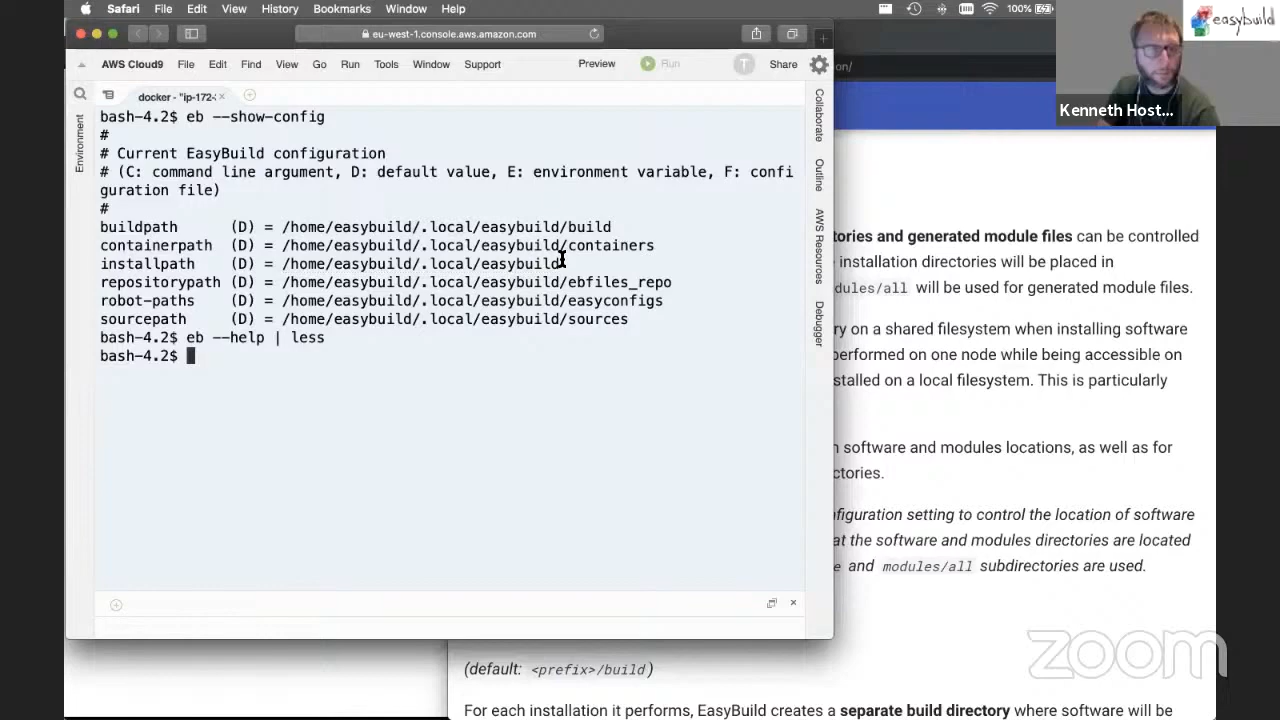 Safari File Edit View History Bookmarks Window Help
100%
easybuild
eu-west-1.console.aws.amazon.com
AWS Cloud9 File Edit Find View Go Run Tools Window Support Preview Run T Share
on/
Kenneth Host...
docker - "ip-172-
Environment
Collaborate
Outline
AWS Resources
Debugger
bash-4.2$ eb --show-config
#
# Current EasyBuild configuration
# (C: command line argument, D: default value, E: environment variable, F: confi
guration file)
#
buildpath (D) = /home/easybuild/.local/easybuild/build
containerpath (D) = /home/easybuild/.local/easybuild/containers
installpath (D) = /home/easybuild/.local/easybuild
repositorypath (D) = /home/easybuild/.local/easybuild/ebfiles_repo
robot-paths (D) = /home/easybuild/.local/easybuild/easyconfigs
sourcepath (D) = /home/easybuild/.local/easybuild/sources
bash-4.2$ eb --help | less
bash-4.2$
tories and generated module files can be controlled
installation directories will be placed in
dules/all will be used for generated module files.
ry on a shared filesystem when installing software
performed on one node while being accessible on
stalled on a local filesystem. This is particularly
software and modules locations, as well as for
ctories.
figuration setting to control the location of software
at the software and modules directories are located
e and modules/all subdirectories are used.
zoom
(default: <prefix>/build )
For each installation it performs, EasyBuild creates a separate build directory where software will be